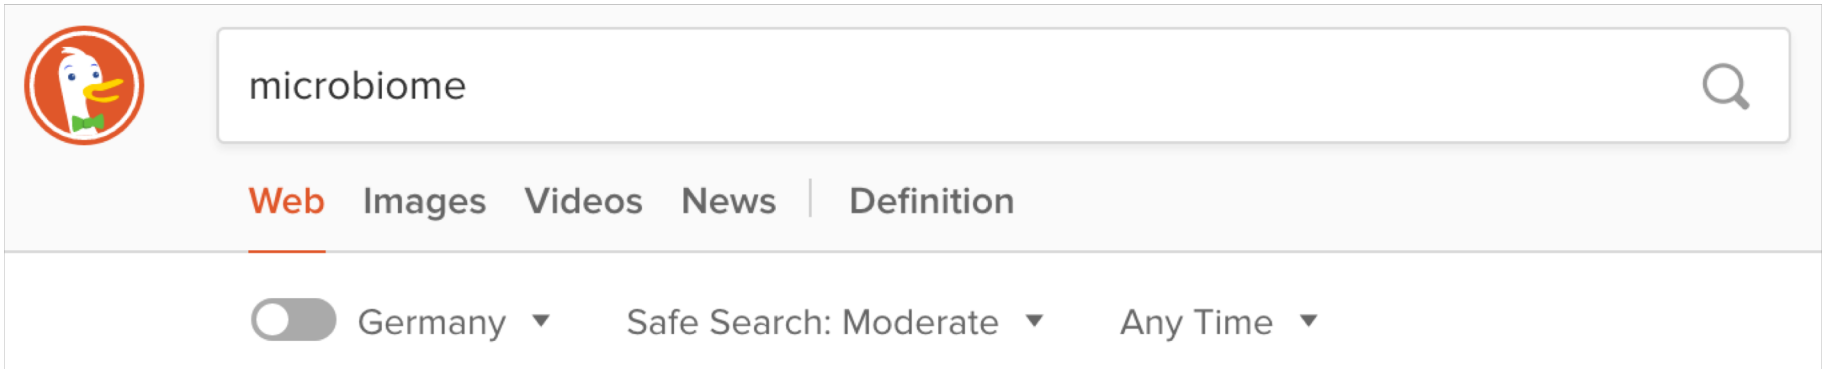 microbiome
Web Images Videos News Definition
Germany Safe Search: Moderate Any Time